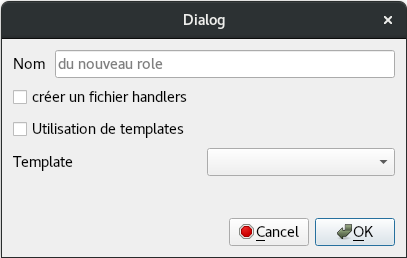 Dialog
Nom du nouveau role
créer un fichier handlers
Utilisation de templates
Template
Cancel OK